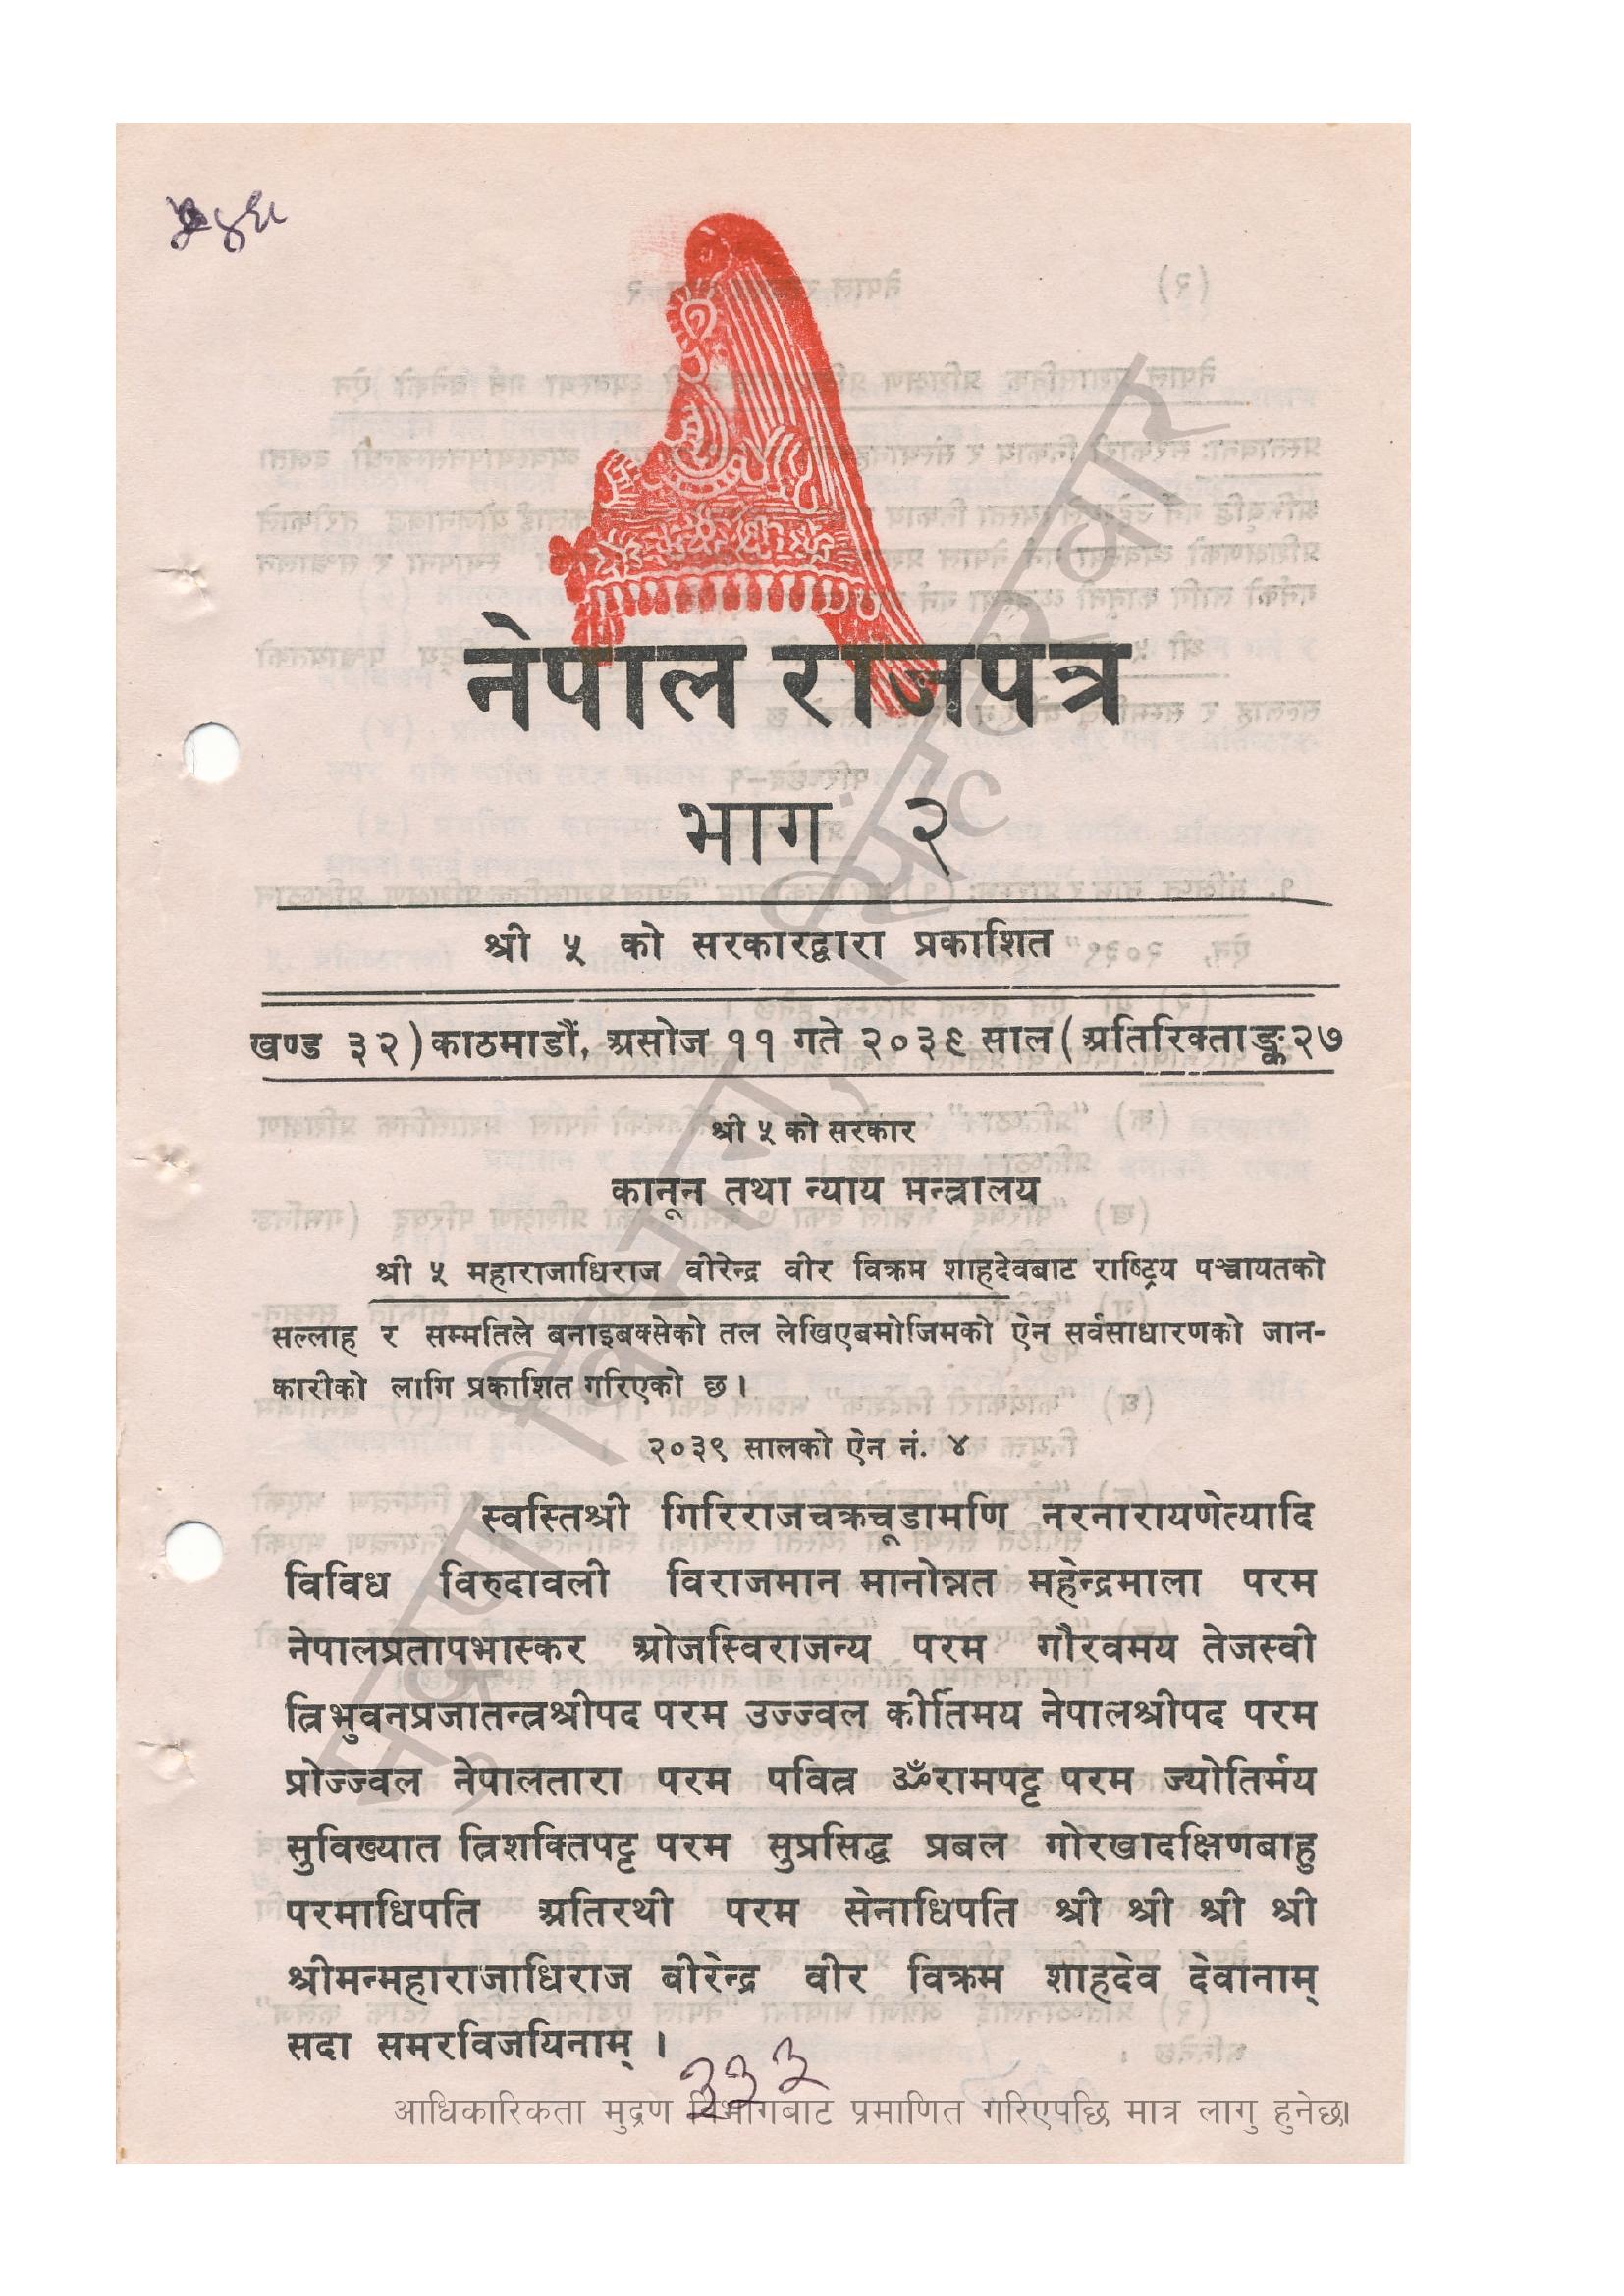 नेपाल राजपत्र
भाग २
श्री ५ को सरकारद्वारा प्रकाशित
खण्ड ३२) काठमाडौं, असोज ११ गते २०३९ साल (अतिरिक्ताङ्क २७
श्री ५ को सरकार
कानून तथा न्याय मन्त्रालय
श्री ५ महाराजाधिराज वीरेन्द्र वीर विक्रम शाहदेवबाट राष्ट्रिय पञ्चायतको
सल्लाह र सम्मतिले बनाइबक्सेको तल लेखिएबमोजिमको ऐन सर्वसाधारणको जान-
कारीको लागि प्रकाशित गरिएको छ ।
२०३९ सालको ऐन नं. ४
स्वस्तिश्री गिरिराजचक्रचूडामणि नरनारायणेत्यादि
विविध विरुदावली विराजमान मानोन्नत महेन्द्रमाला परम
नेपालप्रतापभास्कर ओजस्विराजन्य परम गौरवमय तेजस्वी
त्रिभुवनप्रजातन्त्रश्रीपद परम उज्ज्वल कीर्तिमय नेपालश्रीपद परम
प्रोज्ज्वल नेपालतारा परम पवित्र ॐरामपट्ट परम ज्योतिर्मय
सुविख्यात त्रिशक्तिपट्ट परम सुप्रसिद्ध प्रबल गोरखादक्षिणबाहु
परमाधिपति अतिरथी परम सेनाधिपति श्री श्री श्री श्री
श्रीमन्महाराजाधिराज वीरेन्द्र वीर विक्रम शाहदेव देवानाम्
सदा समरविजयिनाम् ।
३३३
आधिकारिकता मुद्रण विभागबाट प्रमाणित गरिएपछि मात्र लागु हुनेछ।
मुद्रण विभाग, सिंहदरवार